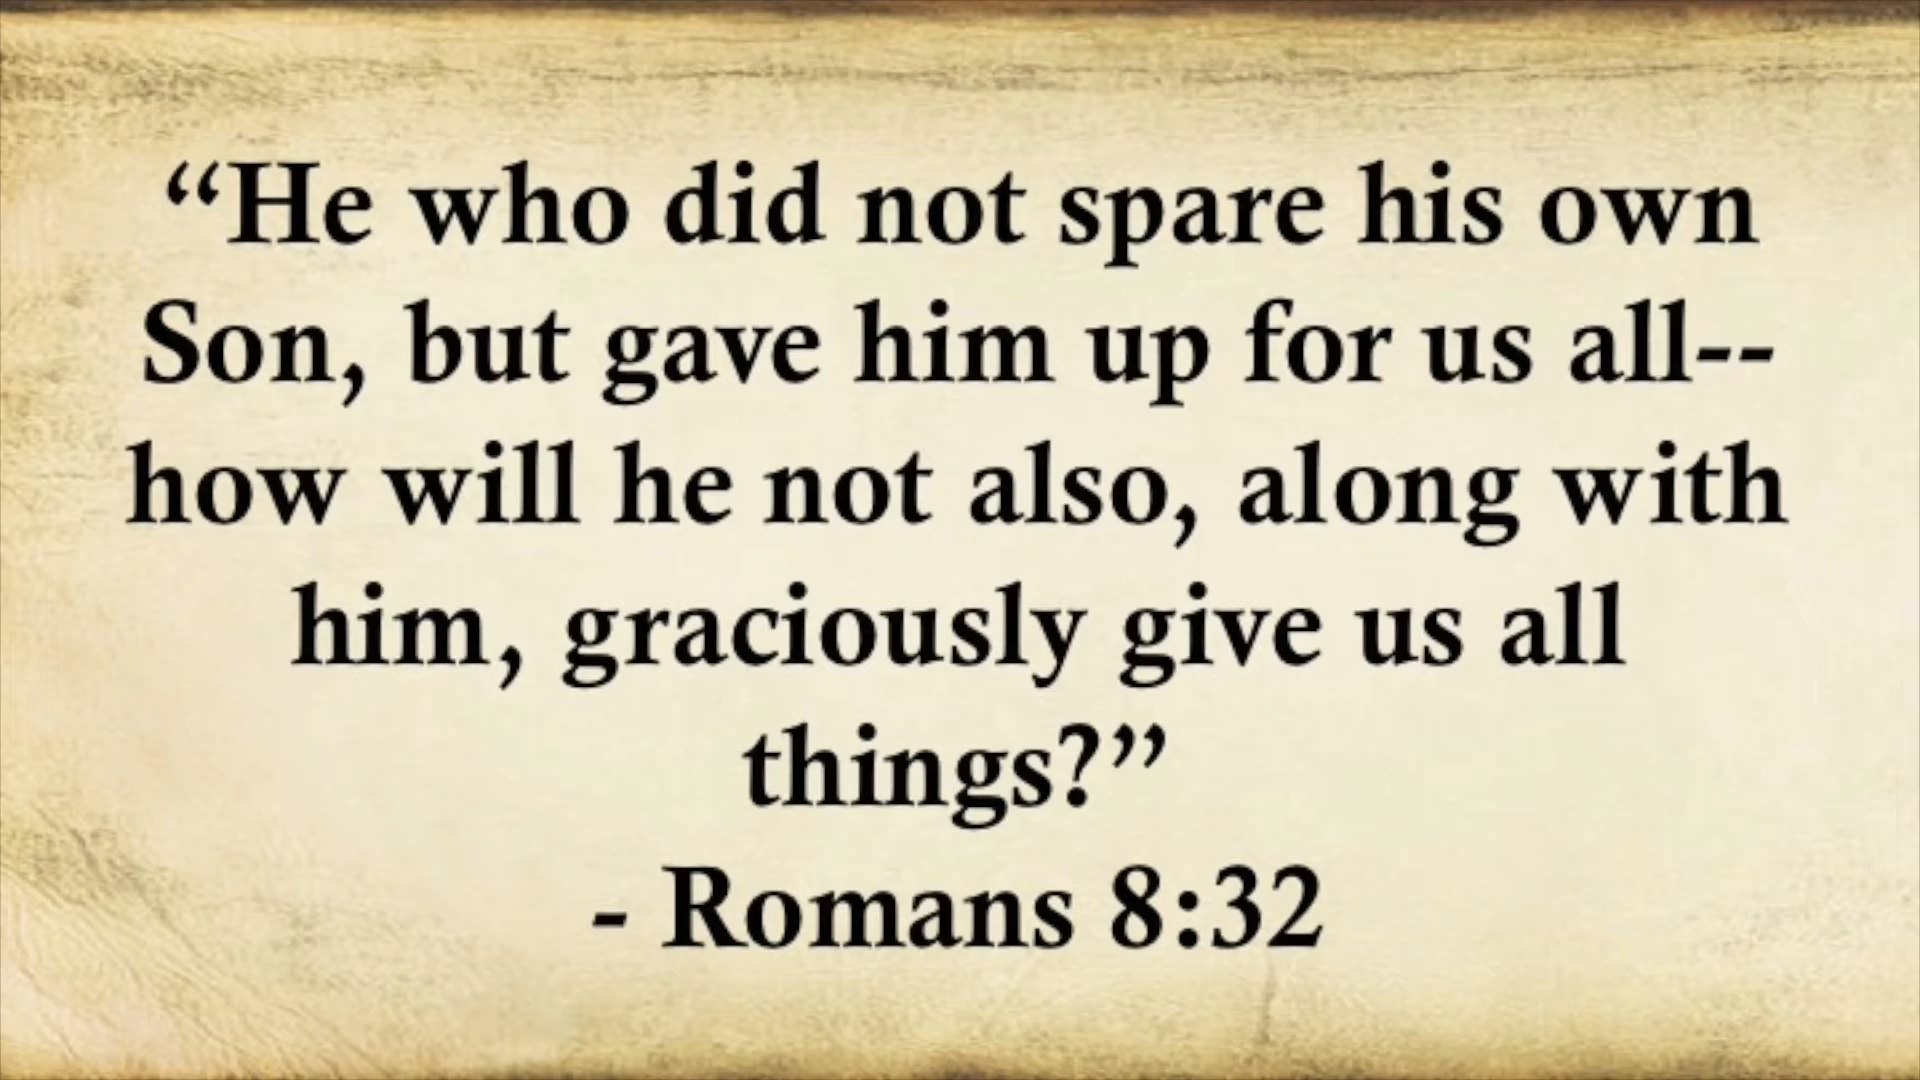 “He who did not spare his own
Son, but gave him up for us all--
how will he not also, along with
him, graciously give us all
things?”
- Romans 8:32